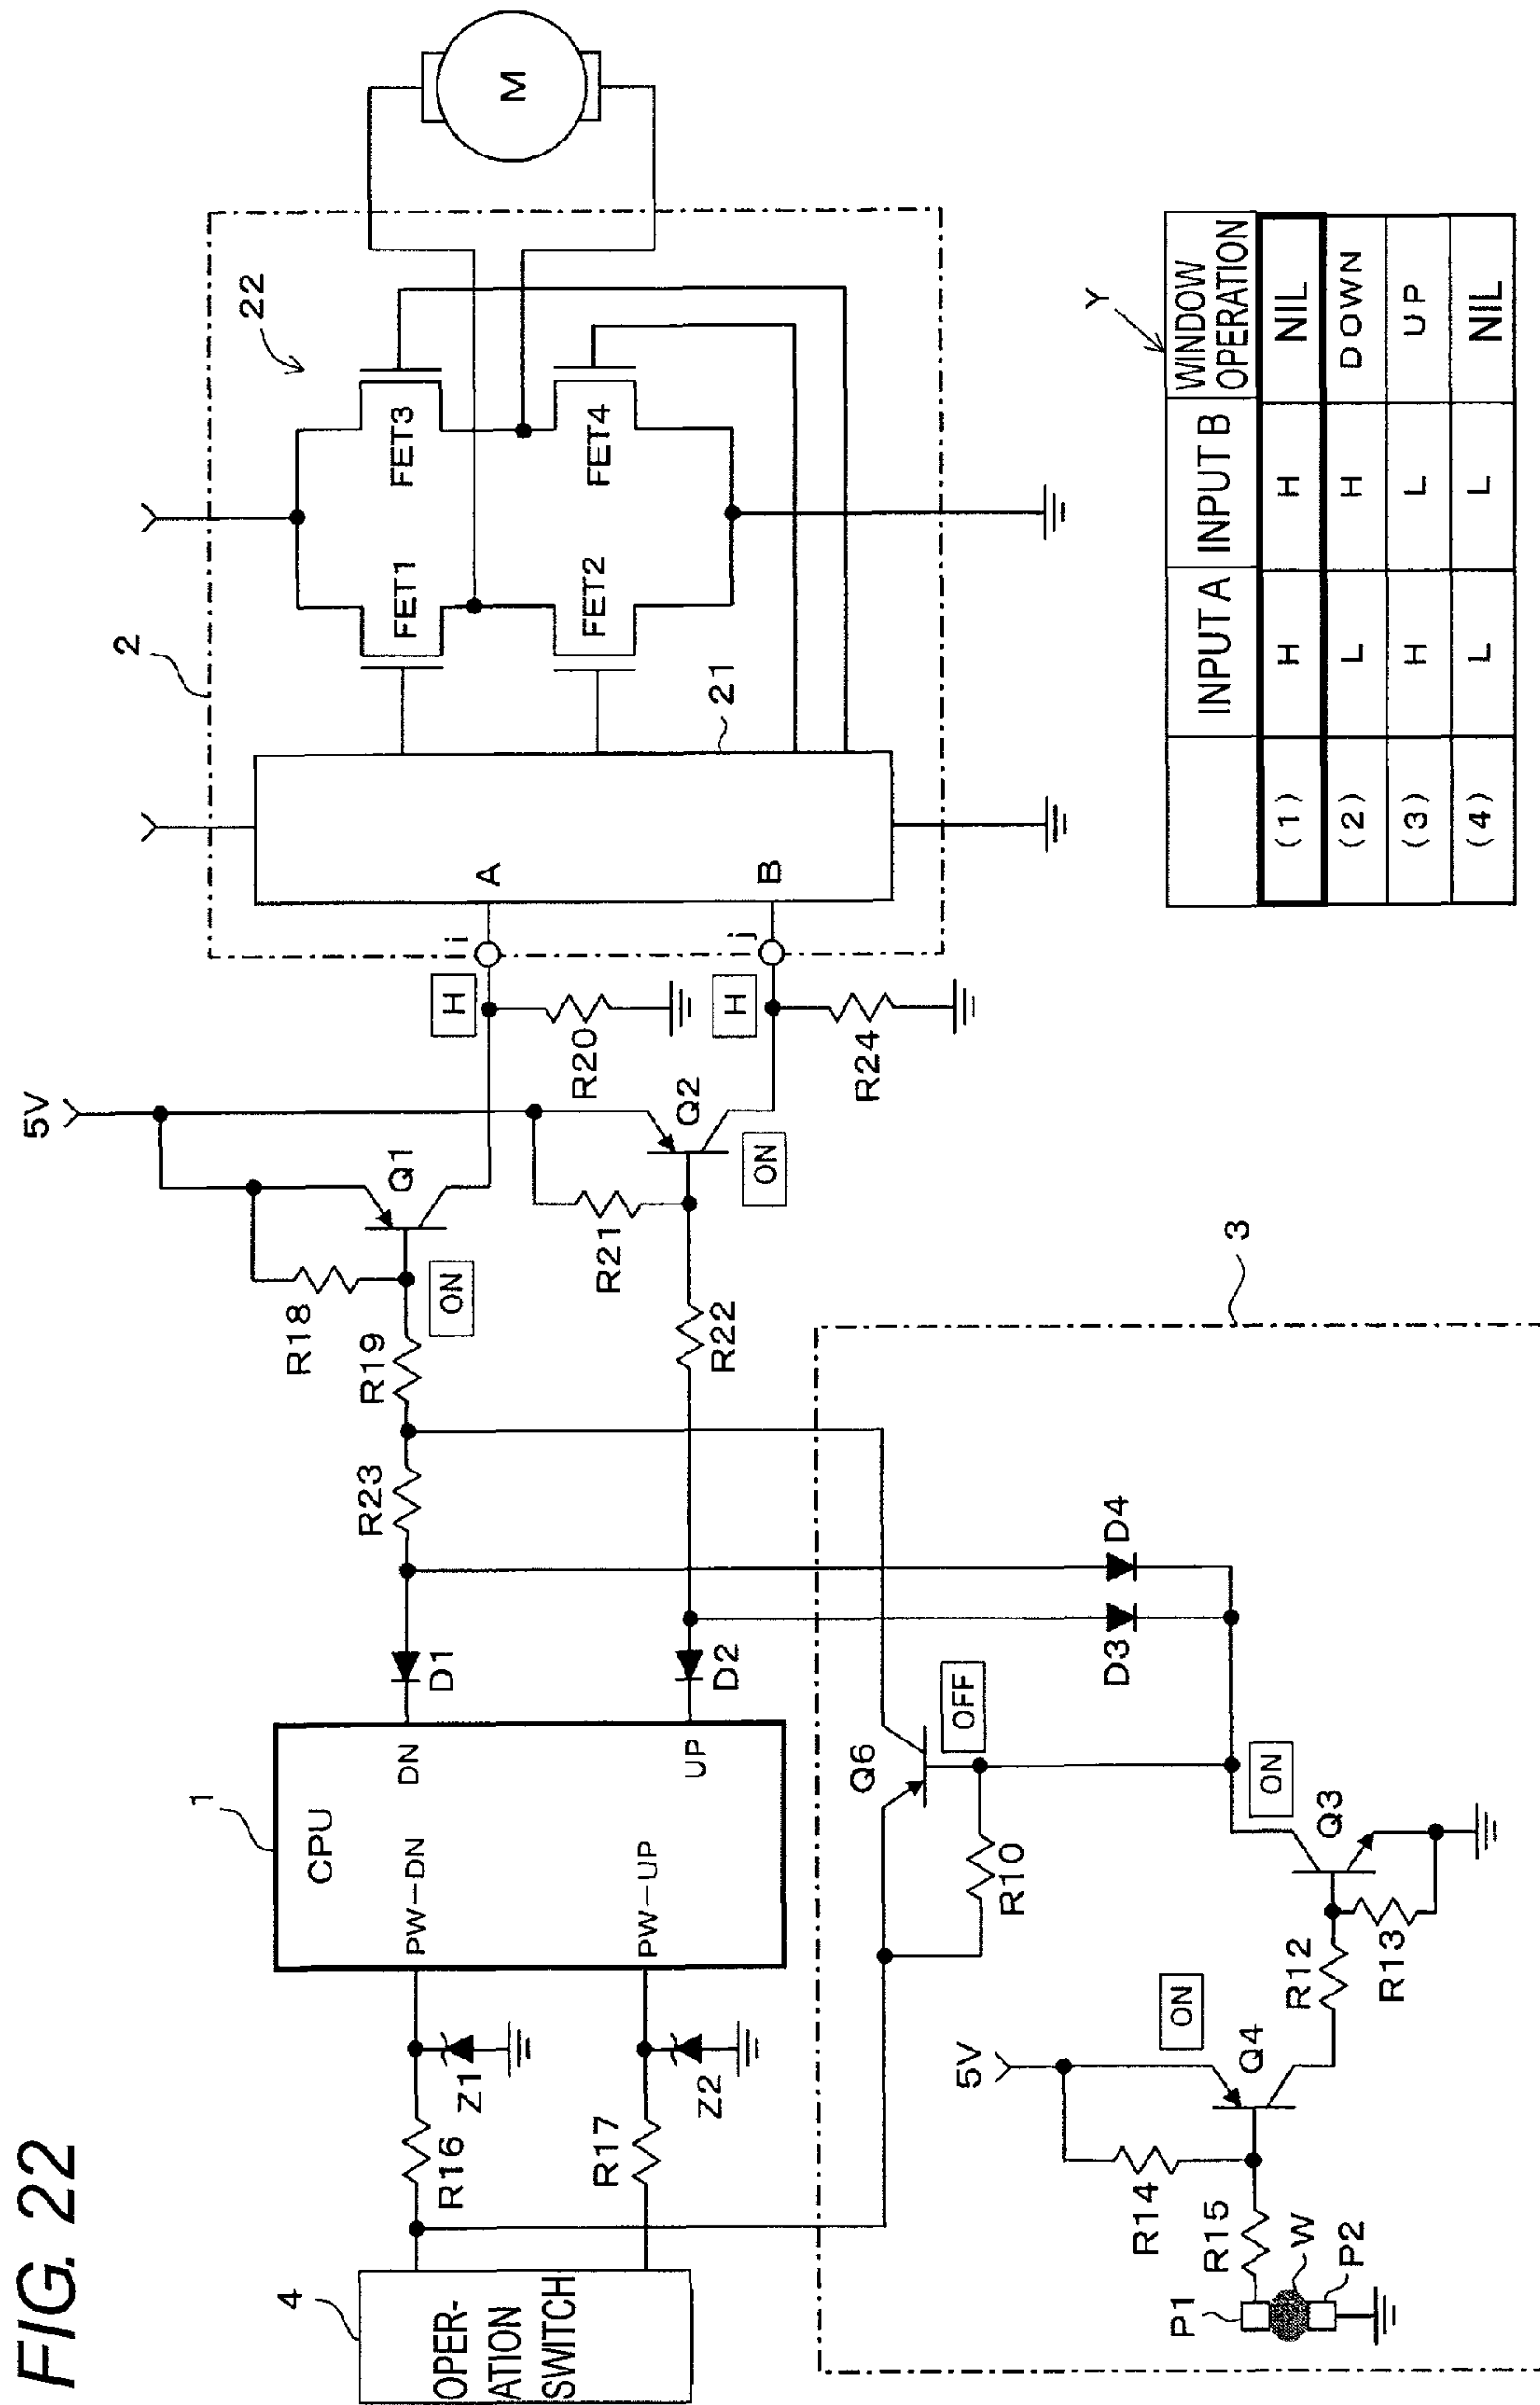 FIG. 22
4
OPER-
ATION
SWITCH
R16
R17
Z1
Z2
1
CPU
PW-DN
PW-UP
DN
UP
D1
D2
R23
R19
R18
ON
Q1
5V
R22
R21
ON
Q2
H
R20
H
R24
i
j
2
A
B
21
22
FET1
FET2
FET3
FET4
M
3
Q6
OFF
R10
D3
D4
ON
Q3
R12
R13
5V
ON
Q4
R14
R15
P1
W
P2
Y
INPUT A INPUT B WINDOW OPERATION
(1) H H NIL
(2) L H DOWN
(3) H L UP
(4) L L NIL